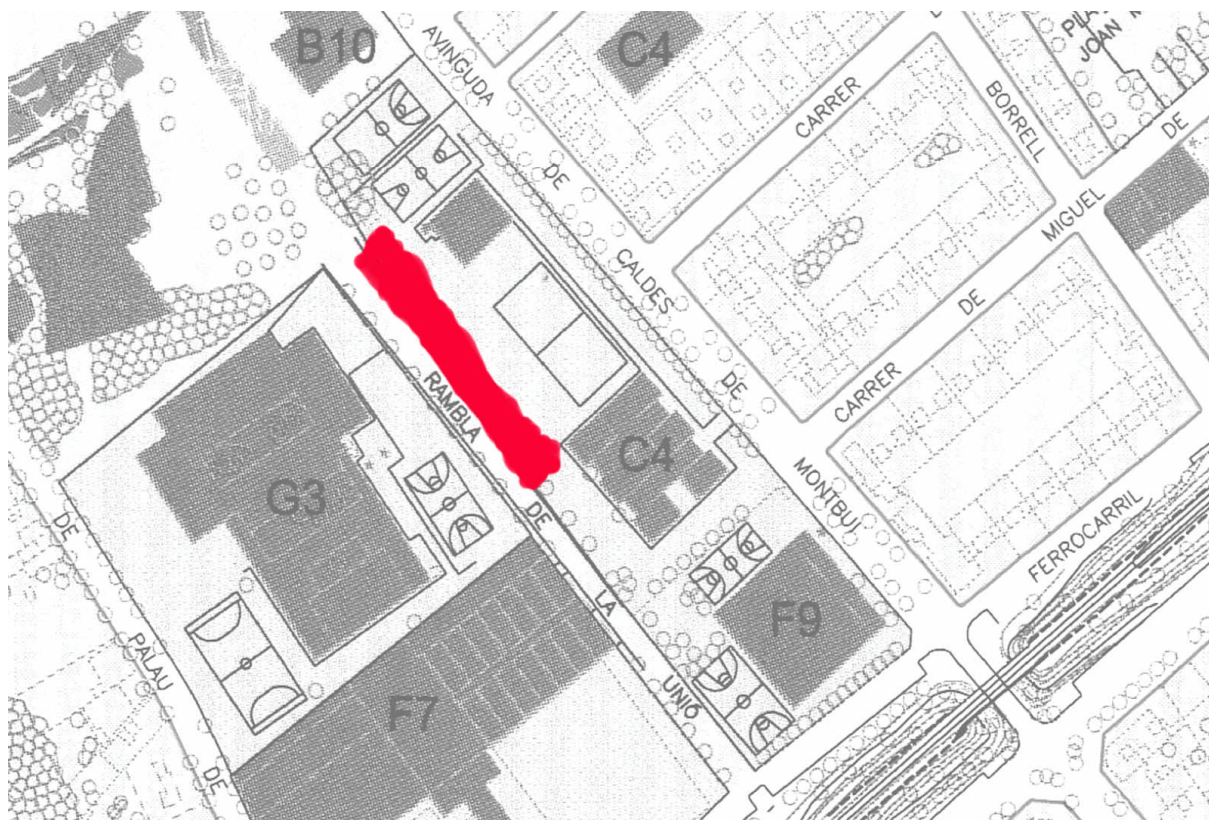 B10
AVINGUDA
DE
CALDES
DE
MONTBUI
C4
CARRER
BORRELL
JOAN
DE
MIGUEL
DE
CARRER
FERROCARRIL
RAMBLA
DE
LA
UNIÓ
C4
G3
F9
F7
DE
PALAU
DE